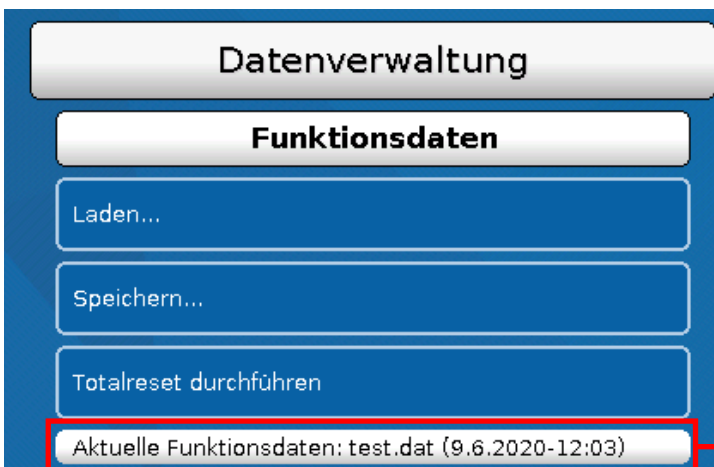 Datenverwaltung
Funktionsdaten
Laden...
Speichern...
Totalreset durchführen
Aktuelle Funktionsdaten: test.dat (9.6.2020-12:03)